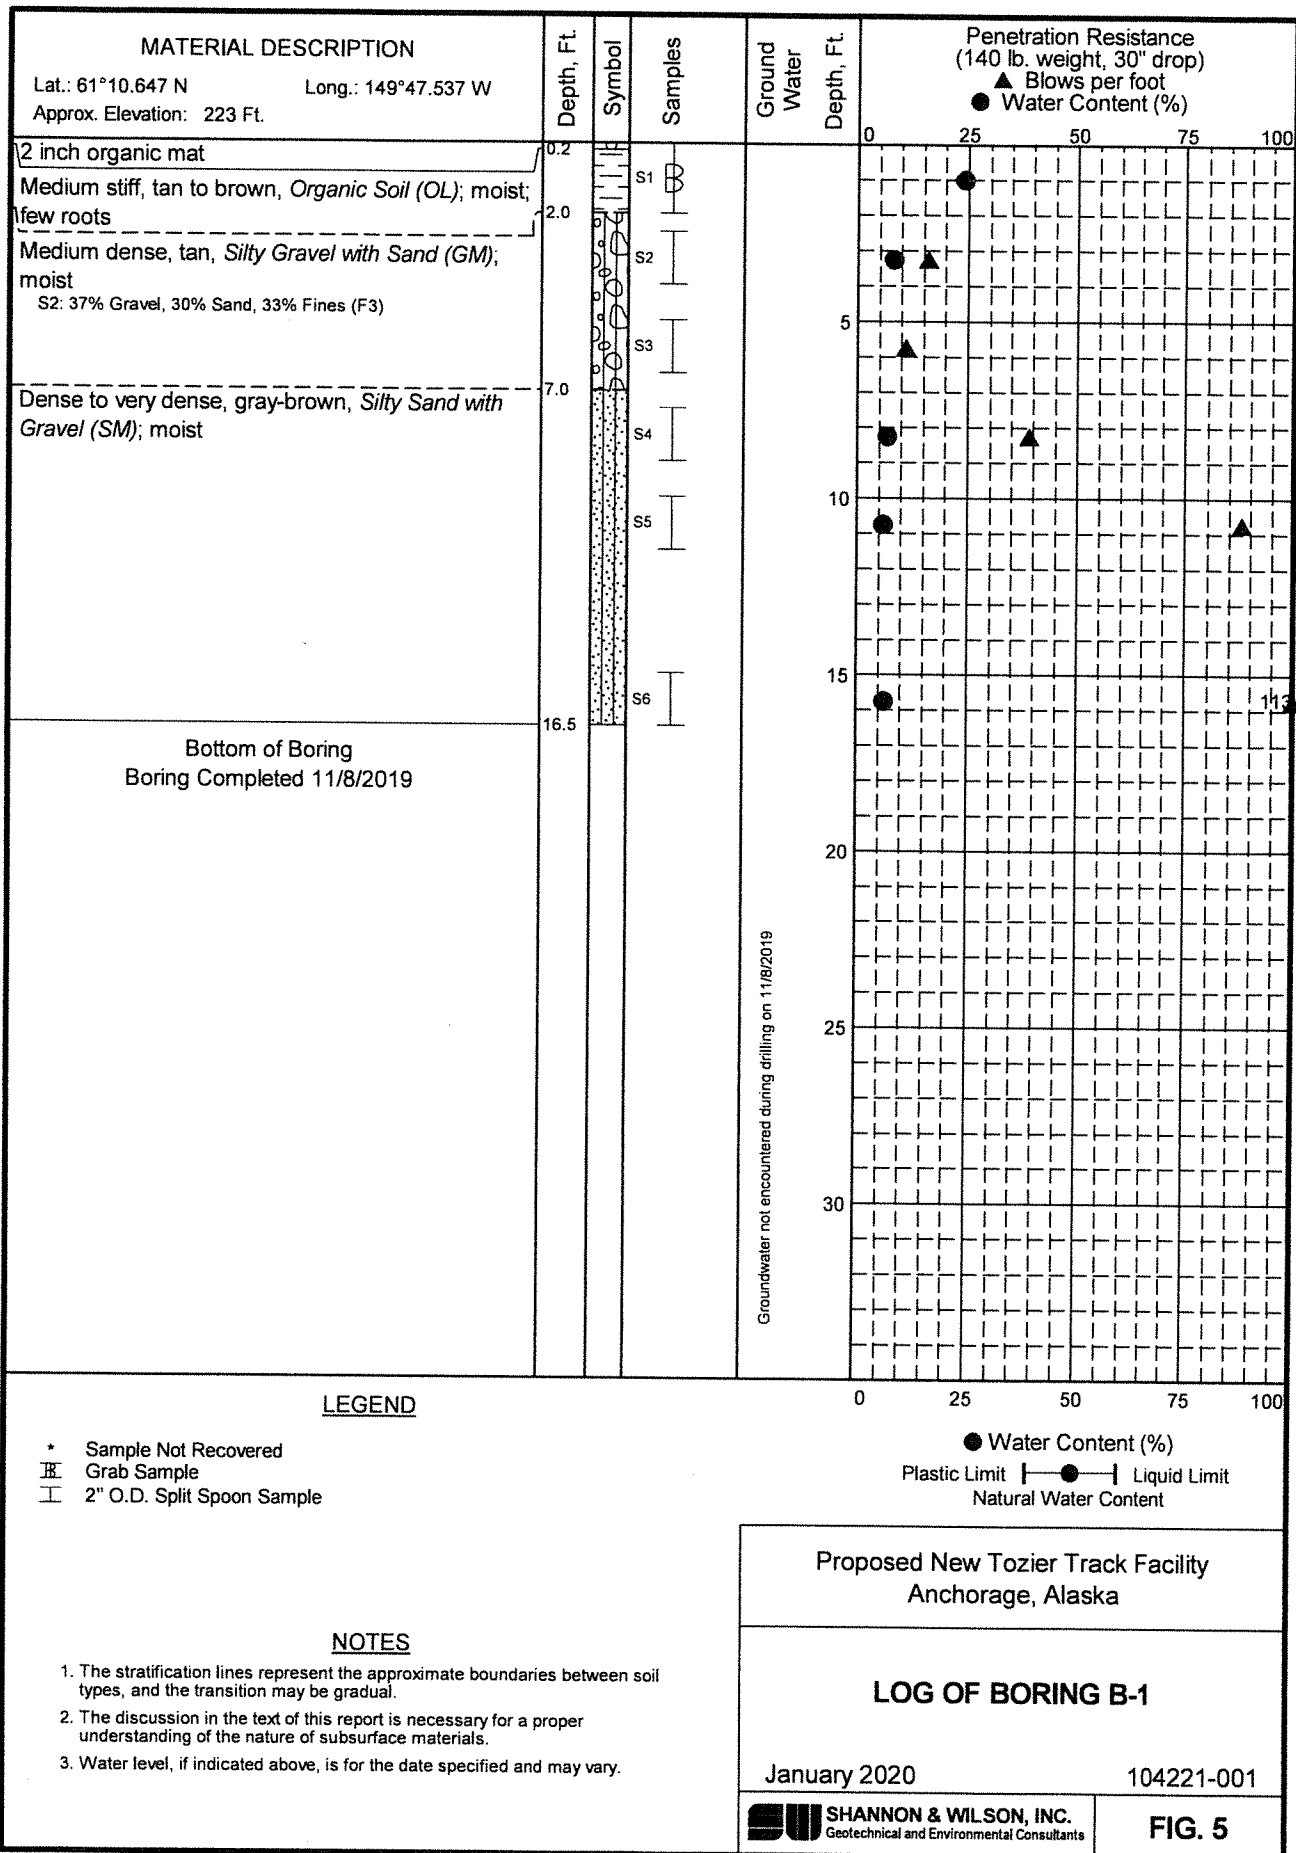 MATERIAL DESCRIPTION
Lat.: 61°10.647 N Long.: 149°47.537 W
Approx. Elevation: 223 Ft.
Depth, Ft.
Symbol
Samples
Ground Water
Depth, Ft.
Penetration Resistance
(140 lb. weight, 30" drop)
▲ Blows per foot
● Water Content (%)
0 25 50 75 100
2 inch organic mat
0.2
Medium stiff, tan to brown, Organic Soil (OL); moist;
few roots
2.0
Medium dense, tan, Silty Gravel with Sand (GM);
moist
S2: 37% Gravel, 30% Sand, 33% Fines (F3)
7.0
Dense to very dense, gray-brown, Silty Sand with
Gravel (SM); moist
16.5
Bottom of Boring
Boring Completed 11/8/2019
S1
S2
S3
S4
S5
S6
Groundwater not encountered during drilling on 11/8/2019
5
10
15
20
25
30
113
0 25 50 75 100
LEGEND
* Sample Not Recovered
Grab Sample
2" O.D. Split Spoon Sample
● Water Content (%)
Plastic Limit Liquid Limit
Natural Water Content
NOTES
1. The stratification lines represent the approximate boundaries between soil
types, and the transition may be gradual.
2. The discussion in the text of this report is necessary for a proper
understanding of the nature of subsurface materials.
3. Water level, if indicated above, is for the date specified and may vary.
Proposed New Tozier Track Facility
Anchorage, Alaska
LOG OF BORING B-1
January 2020 104221-001
SHANNON & WILSON, INC.
Geotechnical and Environmental Consultants
FIG. 5